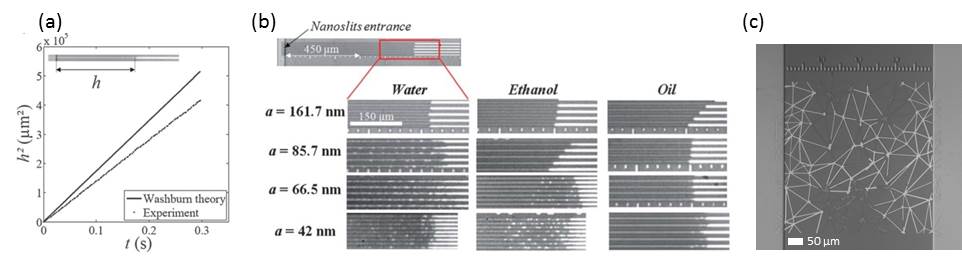 (a)
(b)
(c)
6
x 10⁵
5
4
3
2
1
0
h² (μm²)
h
Washburn theory
Experiment
0
0.1
0.2
0.3
t (s)
Nanoslits entrance
450 μm
Water
Ethanol
Oil
a = 161.7 nm
150 μm
a = 85.7 nm
a = 66.5 nm
a = 42 nm
50 μm